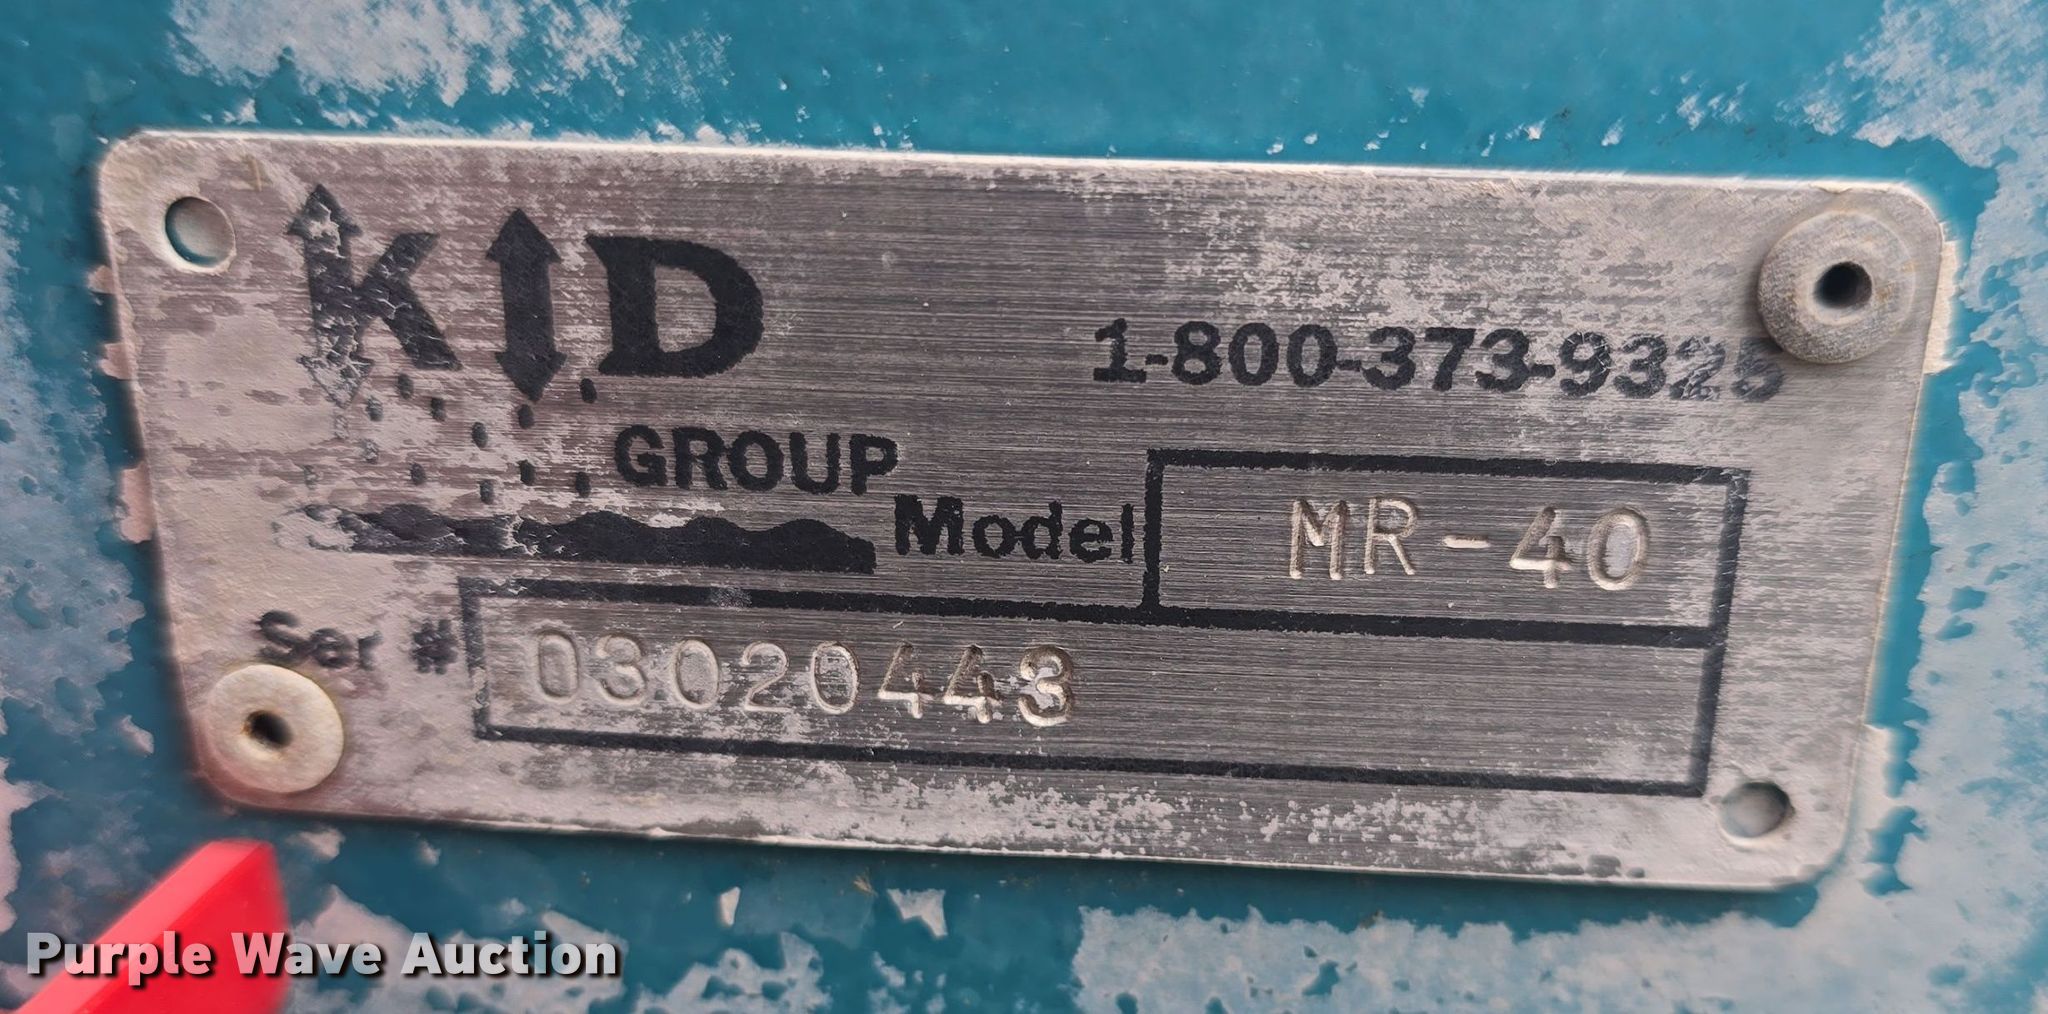 KID
1-800-373-9325
GROUP
Model MR-40
Ser # 03020443
Purple Wave Auction